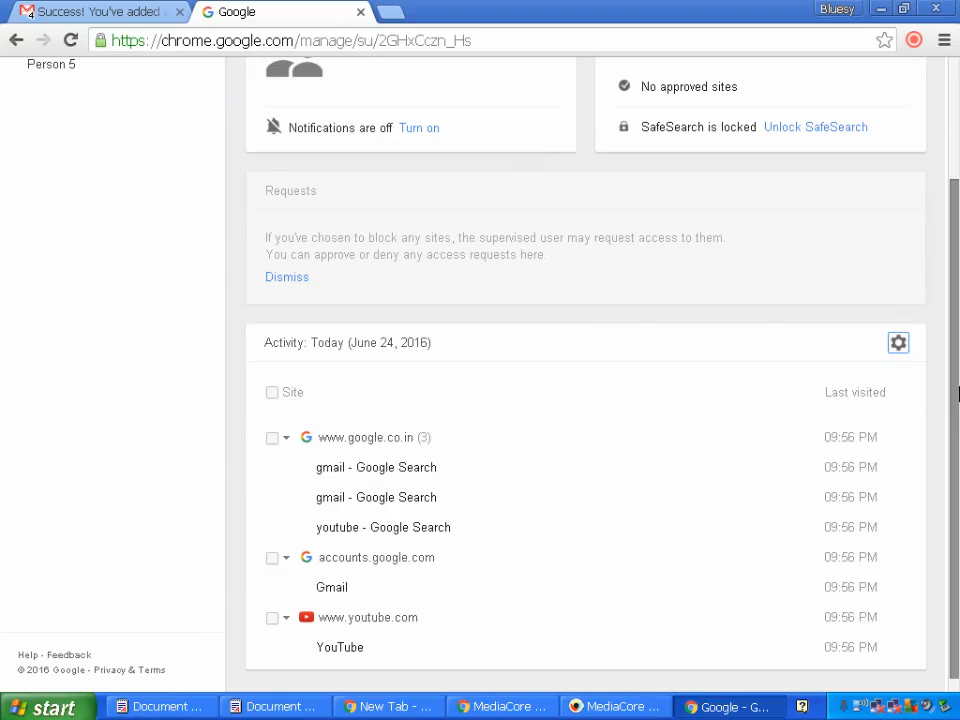 Success! You've added
Google
Bluesy
https://chrome.google.com/manage/su/2GHxCczn_Hs
Person 5
No approved sites
Notifications are off Turn on
SafeSearch is locked Unlock SafeSearch
Requests
If you've chosen to block any sites, the supervised user may request access to them.
You can approve or deny any access requests here.
Dismiss
Activity: Today (June 24, 2016)
Site Last visited
www.google.co.in (3) 09:56 PM
gmail - Google Search 09:56 PM
gmail - Google Search 09:56 PM
youtube - Google Search 09:56 PM
accounts.google.com 09:56 PM
Gmail 09:56 PM
www.youtube.com 09:56 PM
YouTube 09:56 PM
Help - Feedback
© 2016 Google - Privacy & Terms
start Document ... Document ... New Tab - ... MediaCore ... MediaCore ... Google - G...